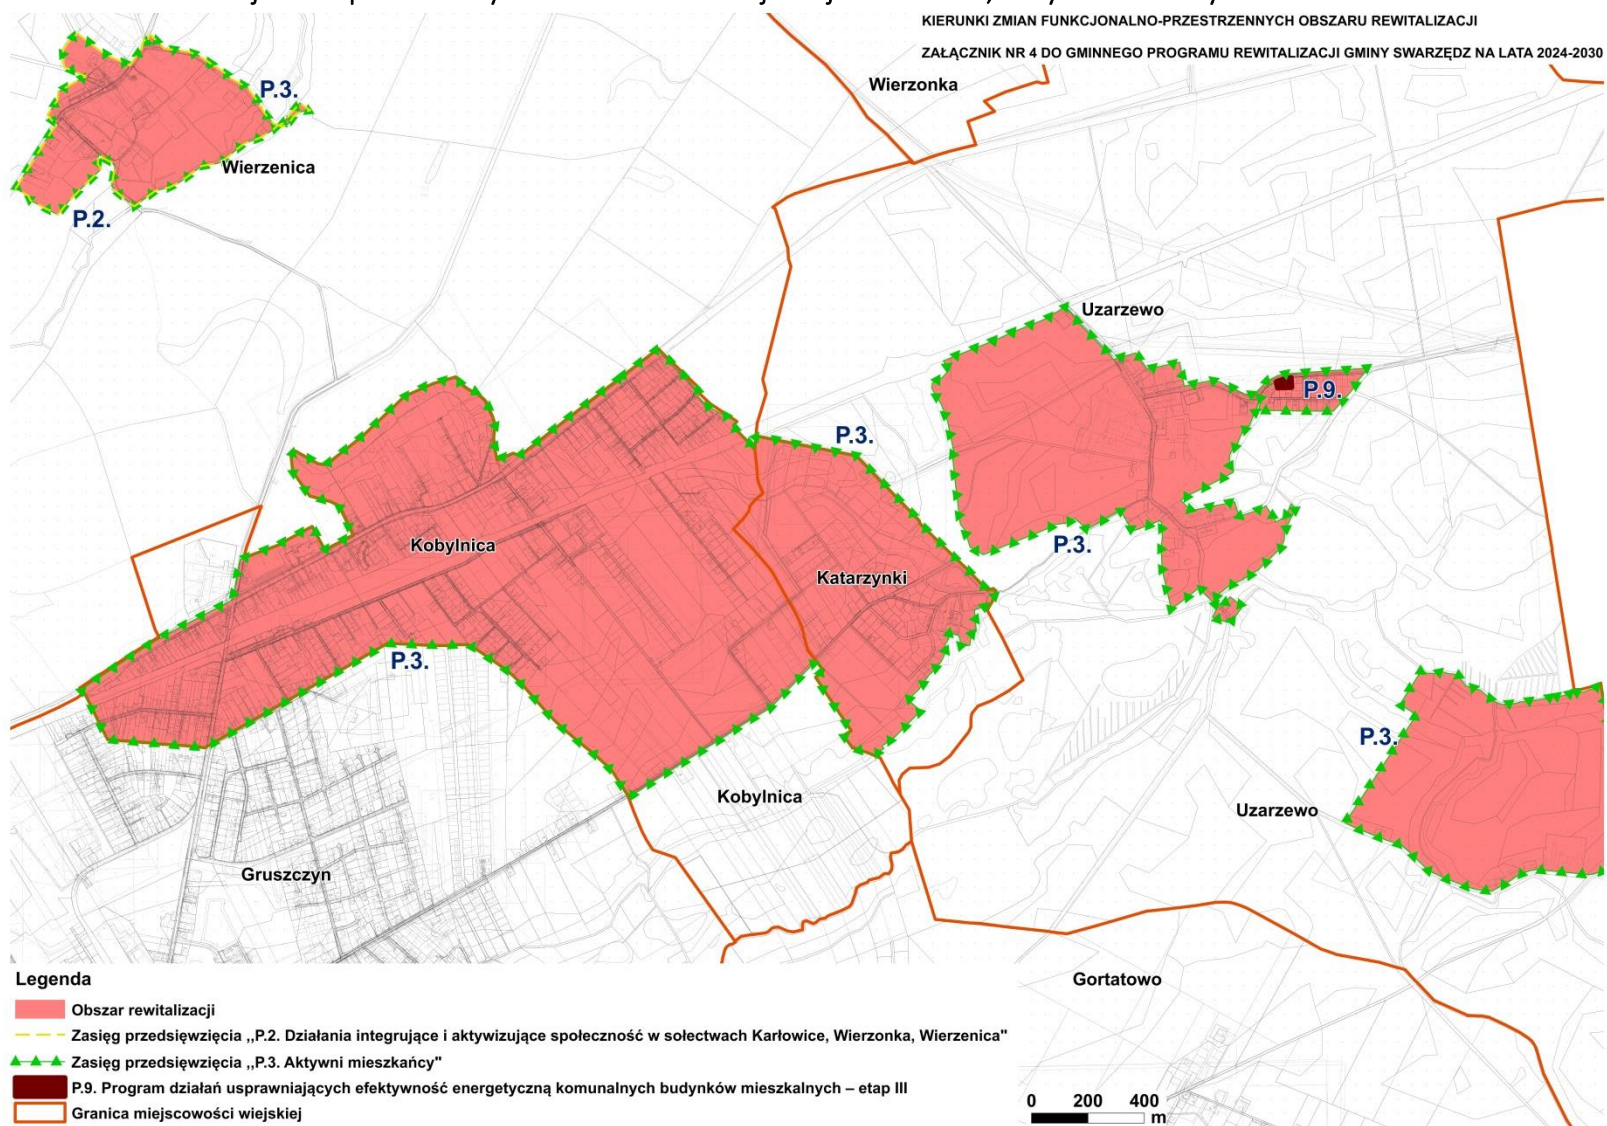 KIERUNKI ZMIAN FUNKCJONALNO-PRZESTRZENNYCH OBSZARU REWITALIZACJI
ZAŁĄCZNIK NR 4 DO GMINNEGO PROGRAMU REWITALIZACJI GMINY SWARZĘDZ NA LATA 2024-2030
Wierzonka
P.3.
Wierzenica
P.2.
Uzarzewo
P.9.
P.3.
Kobylnica
P.3.
Katarzynki
P.3.
P.3.
Kobylnica
Uzarzewo
Gruszczyn
Gortatowo
Legenda
Obszar rewitalizacji
Zasięg przedsięwzięcia ,,P.2. Działania integrujące i aktywizujące społeczność w sołectwach Karłowice, Wierzonka, Wierzenica"
Zasięg przedsięwzięcia ,,P.3. Aktywni mieszkańcy"
P.9. Program działań usprawniających efektywność energetyczną komunalnych budynków mieszkalnych – etap III
Granica miejscowości wiejskiej
0 200 400
m